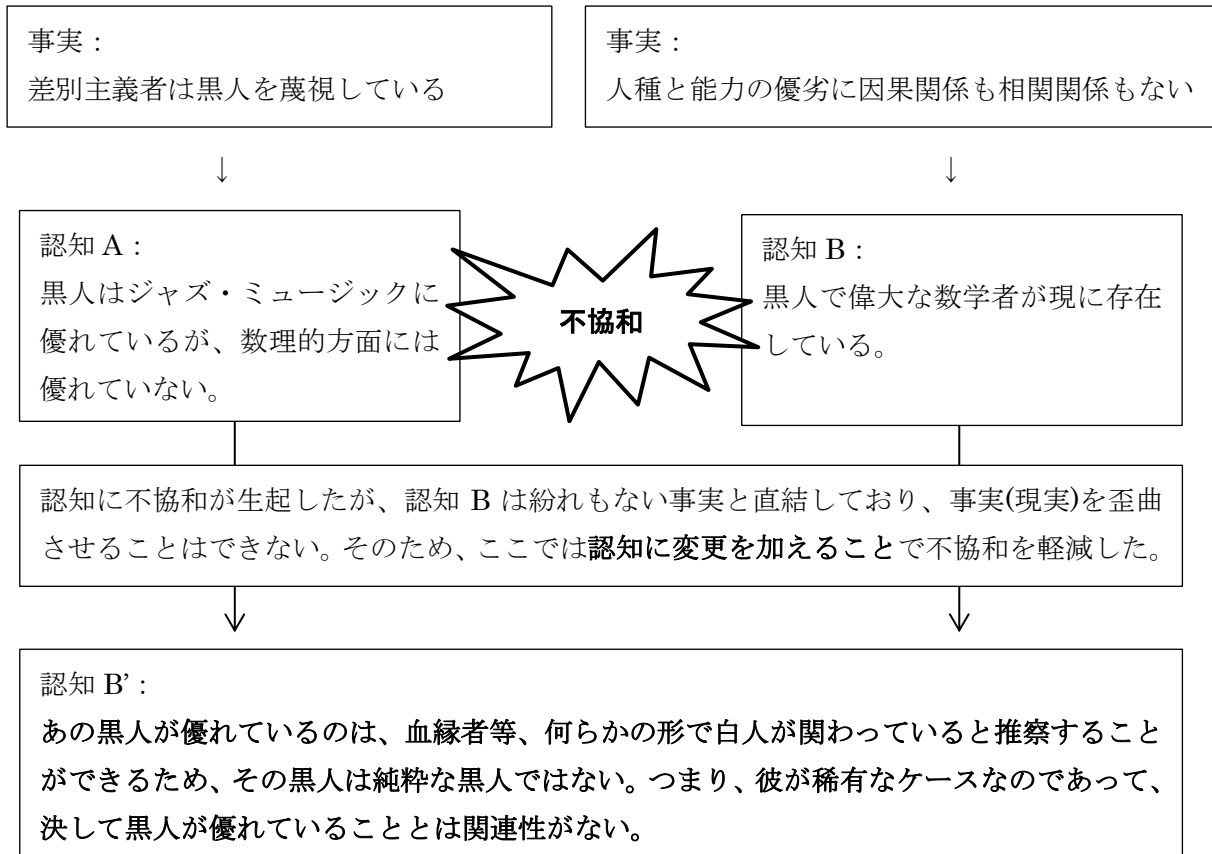 事実：
差別主義者は黒人を蔑視している
事実：
人種と能力の優劣に因果関係も相関関係もない
↓
↓
認知 A：
黒人はジャズ・ミュージックに
優れているが、数理的方面には
優れていない。
不協和
認知 B：
黒人で偉大な数学者が現に存在
している。
認知に不協和が生起したが、認知 B は紛れもない事実と直結しており、事実(現実)を歪曲
させることはできない。そのため、ここでは認知に変更を加えることで不協和を軽減した。
認知 B’：
あの黒人が優れているのは、血縁者等、何らかの形で白人が関わっていると推察すること
ができるため、その黒人は純粋な黒人ではない。つまり、彼が稀有なケースなのであって、
決して黒人が優れていることとは関連性がない。